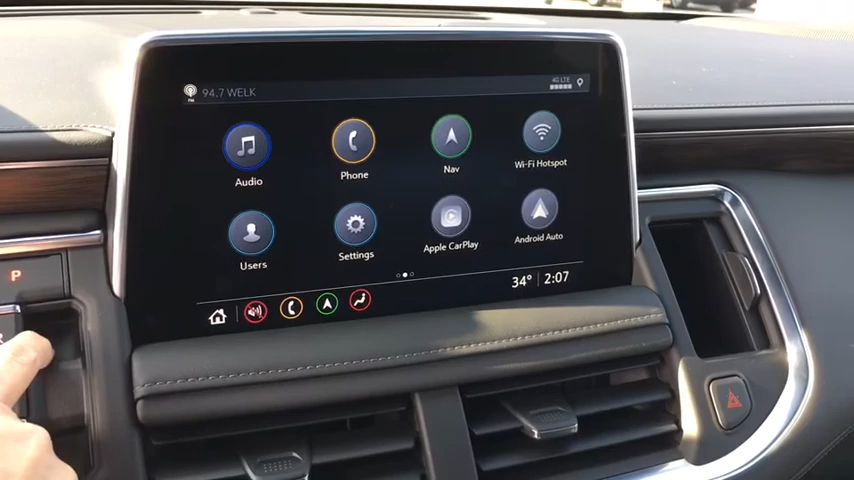 FM
94.7 WELK
4G LTE
Audio
Phone
Nav
Wi-Fi Hotspot
Users
Settings
Apple CarPlay
Android Auto
34° 2:07
P